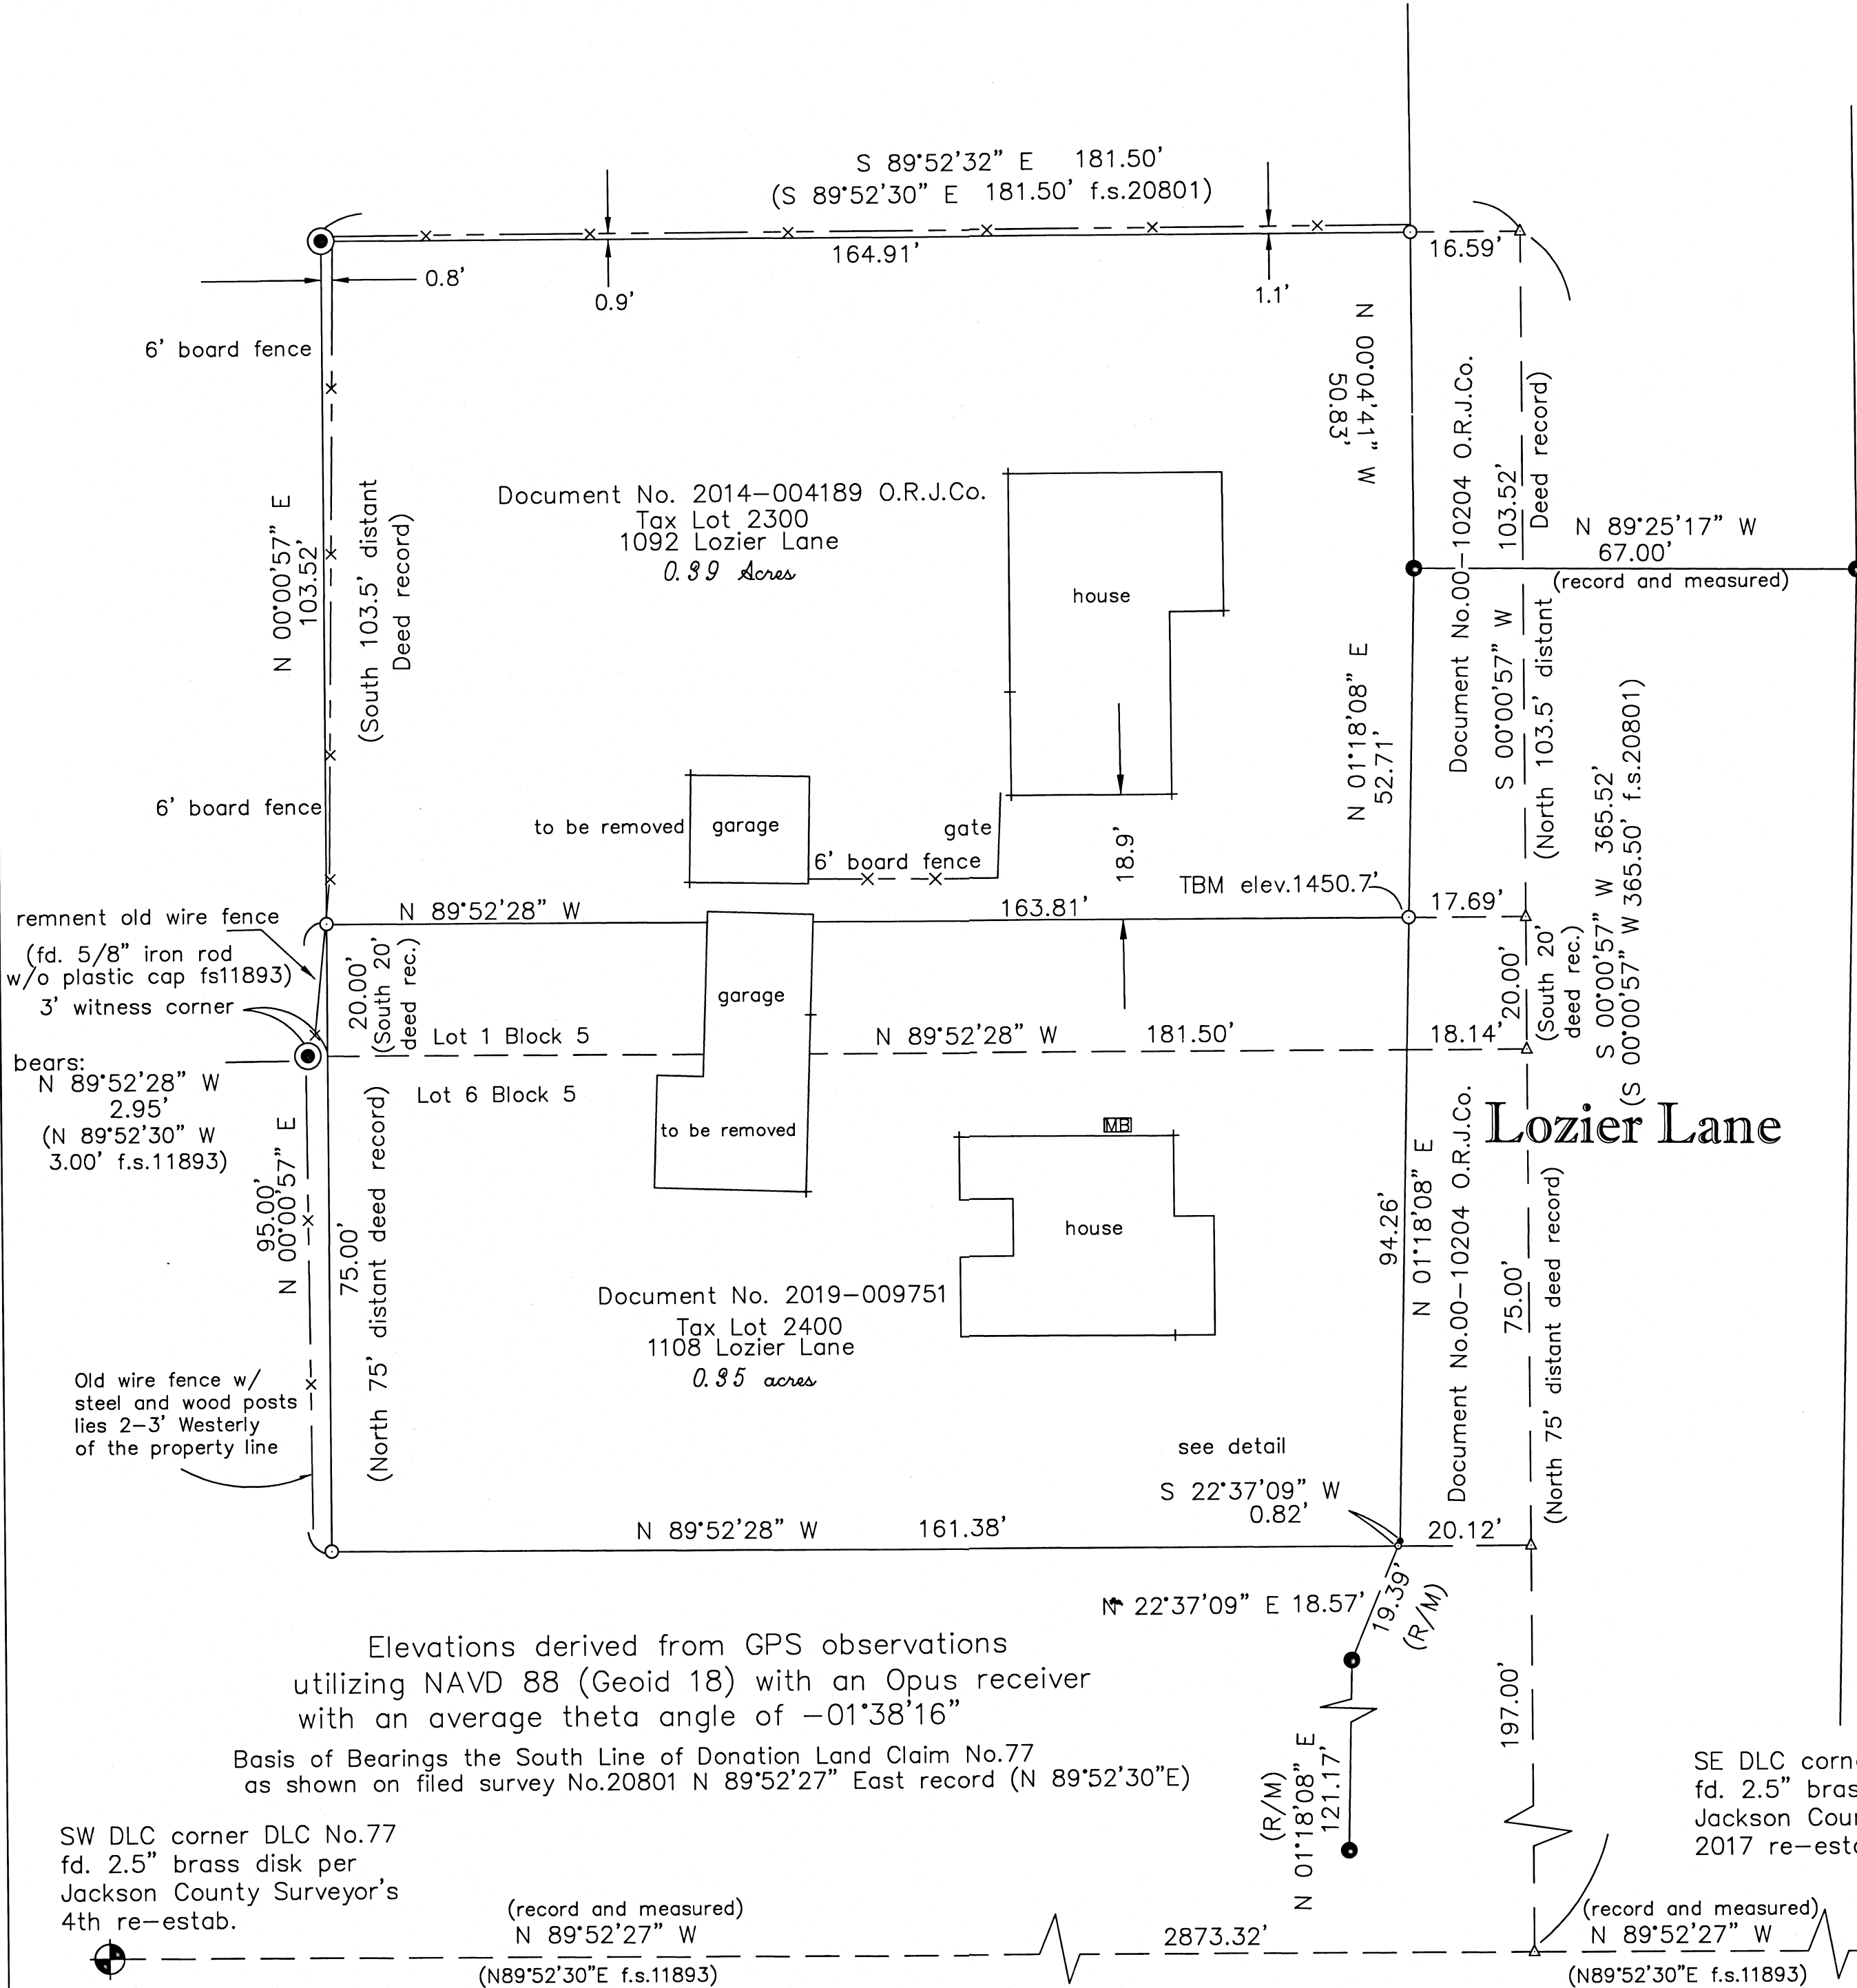 S 89°52'32" E 181.50'
(S 89°52'30" E 181.50' f.s.20801)
164.91'
16.59'
0.8'
0.9'
1.1'
6' board fence
N 00°04'41" W
50.83'
N 00°00'57" E
103.52'
(South 103.5' distant
Deed record)
Document No. 2014-004189 O.R.J.Co.
Tax Lot 2300
1092 Lozier Lane
0.39 Acres
house
Document No.00-10204 O.R.J.Co.
S 00°00'57" W 103.52'
(North 103.5' distant Deed record)
N 89°25'17" W
67.00'
(record and measured)
N 01°18'08" E
52.71'
S 00°00'57" W 365.52'
(S 00°00'57" W 365.50' f.s.20801)
6' board fence
to be removed
garage
gate
6' board fence
18.9'
TBM elev.1450.7'
17.69'
remnent old wire fence
(fd. 5/8" iron rod
w/o plastic cap fs11893)
3' witness corner
N 89°52'28" W
163.81'
20.00'
(South 20'
deed rec.)
garage
20.00'
(South 20'
deed rec.)
Lot 1 Block 5
N 89°52'28" W 181.50'
18.14'
bears:
N 89°52'28" W
2.95'
(N 89°52'30" W
3.00' f.s.11893)
Lot 6 Block 5
to be removed
MB
Lozier Lane
95.00'
N 00°00'57" E
75.00'
(North 75' distant deed record)
house
94.26'
N 01°18'08" E
Document No.00-10204 O.R.J.Co.
75.00'
(North 75' distant deed record)
Document No. 2019-009751
Tax Lot 2400
1108 Lozier Lane
0.35 acres
Old wire fence w/
steel and wood posts
lies 2-3' Westerly
of the property line
see detail
S 22°37'09" W
0.82'
N 89°52'28" W 161.38'
20.12'
N 22°37'09" E 18.57'
19.39'
(R/M)
Elevations derived from GPS observations
utilizing NAVD 88 (Geoid 18) with an Opus receiver
with an average theta angle of -01°38'16"
Basis of Bearings the South Line of Donation Land Claim No.77
as shown on filed survey No.20801 N 89°52'27" East record (N 89°52'30"E)
(R/M)
N 01°18'08" E
121.17'
197.00'
SW DLC corner DLC No.77
fd. 2.5" brass disk per
Jackson County Surveyor's
4th re-estab.
SE DLC corn
fd. 2.5" bras
Jackson Cou
2017 re-est
(record and measured)
N 89°52'27" W
2873.32'
(N89°52'30"E f.s.11893)
(record and measured)
N 89°52'27" W
(N89°52'30"E f.s.11893)